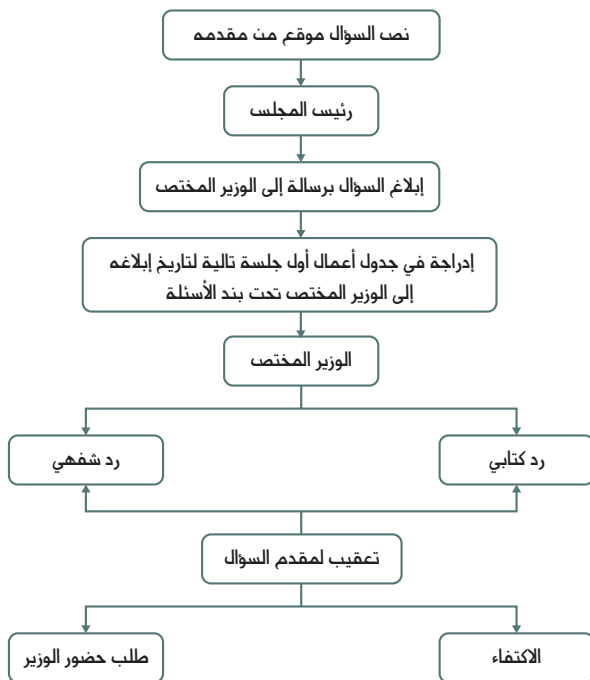 نص السؤال موقع من مقدمه
رئيس المجلس
إبلاغ السؤال برسالة إلى الوزير المختص
إدراجة في جدول أعمال أول جلسة تالية لتاريخ إبلاغه
إلى الوزير المختص تحت بند الأسئلة
الوزير المختص
رد كتابي
رد شفهي
تعقيب لمقدم السؤال
الاكتفاء
طلب حضور الوزير